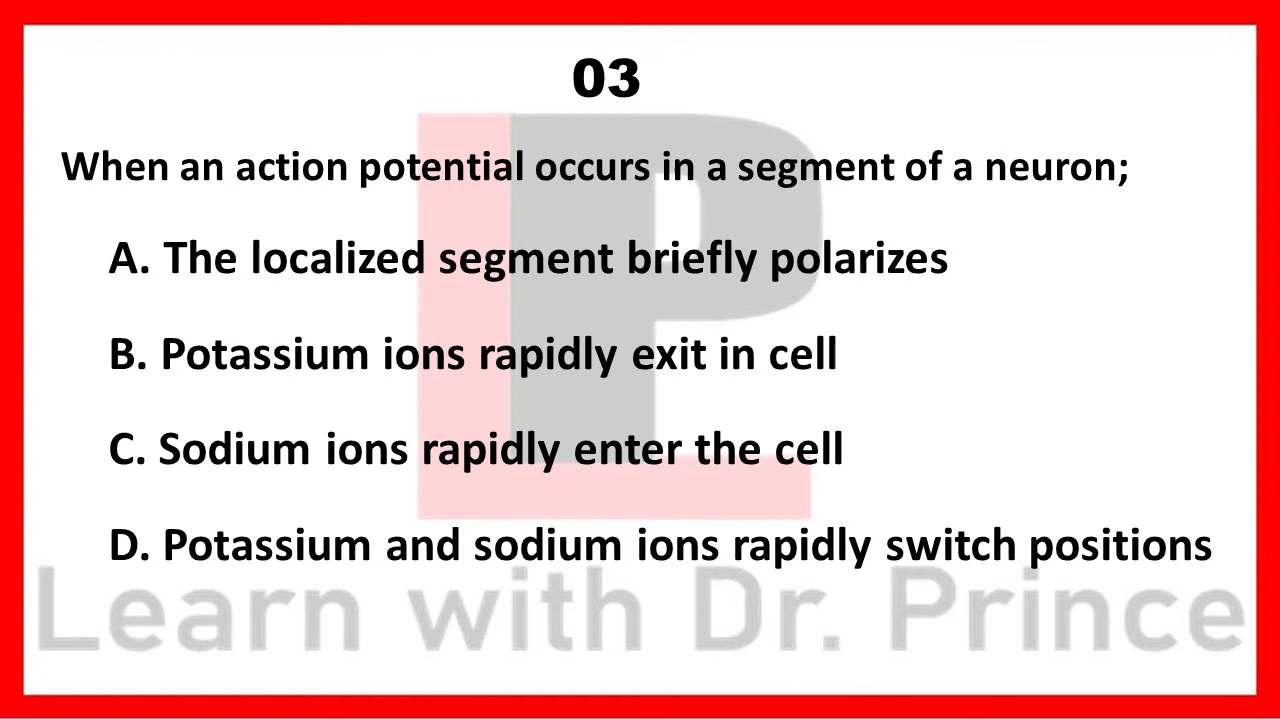 03
When an action potential occurs in a segment of a neuron;
A. The localized segment briefly polarizes
B. Potassium ions rapidly exit in cell
C. Sodium ions rapidly enter the cell
D. Potassium and sodium ions rapidly switch positions
Learn with Dr. Prince